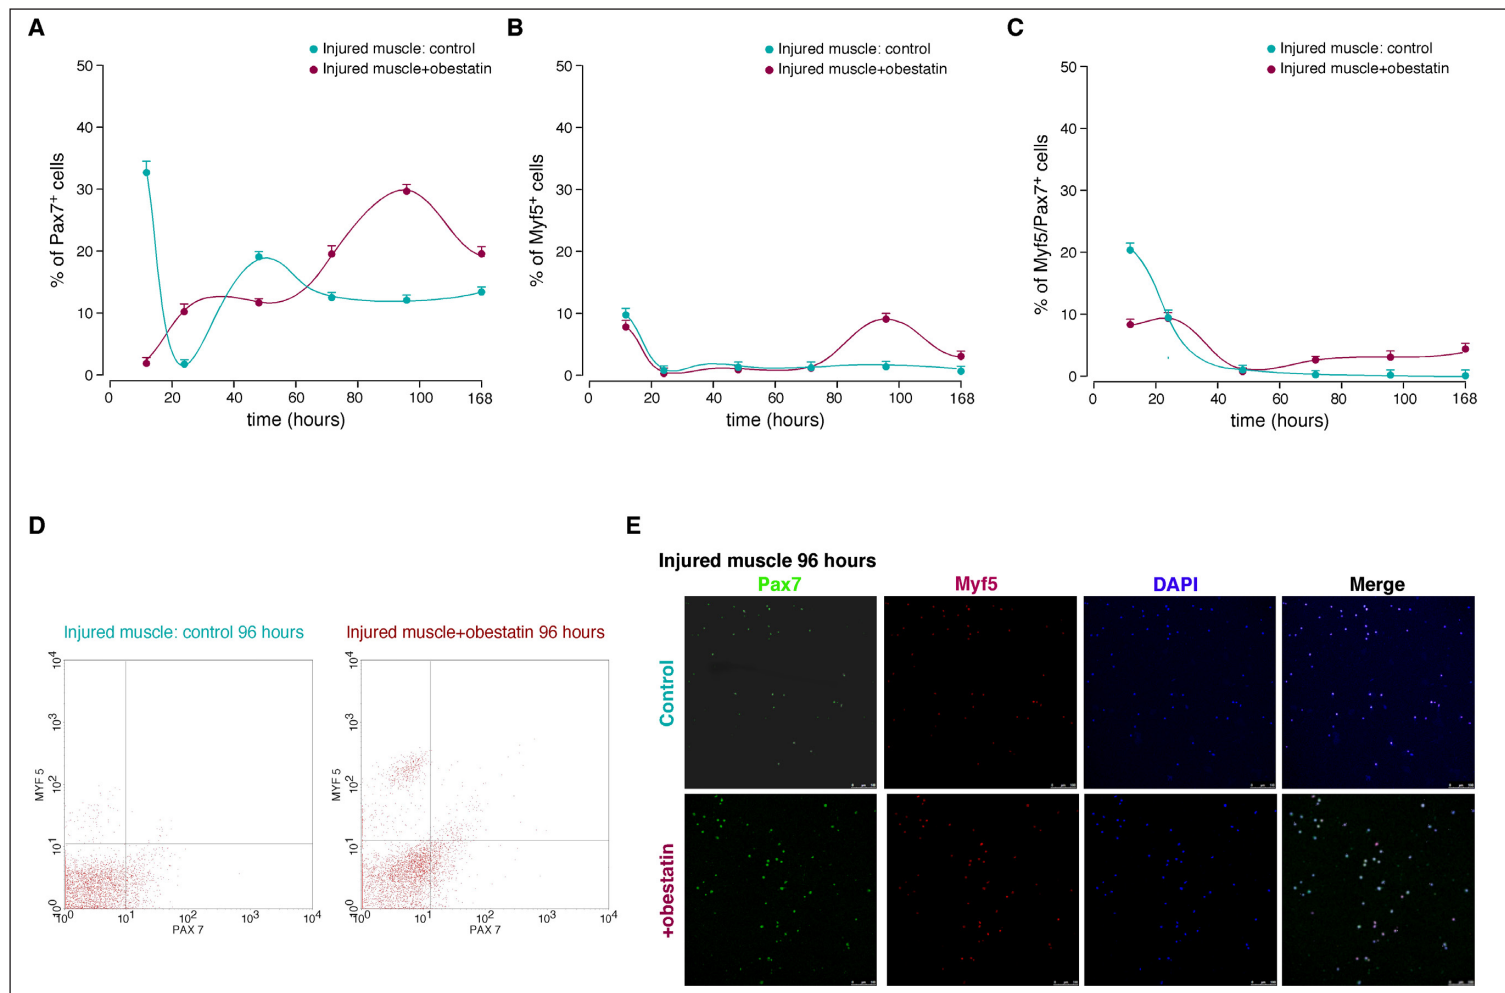 A
Injured muscle: control
Injured muscle+obestatin
% of Pax7+ cells
50
40
30
20
10
0
0 20 40 60 80 100 168
time (hours)
B
Injured muscle: control
Injured muscle+obestatin
% of Myf5+ cells
50
40
30
20
10
0
0 20 40 60 80 100 168
time (hours)
C
Injured muscle: control
Injured muscle+obestatin
% of Myf5/Pax7+ cells
50
40
30
20
10
0
0 20 40 60 80 100 168
time (hours)
D
Injured muscle: control 96 hours
MYF 5
10^4
10^3
10^2
10^1
10^0
10^0 10^1 10^2 10^3 10^4
PAX 7
Injured muscle+obestatin 96 hours
MYF 5
10^4
10^3
10^2
10^1
10^0
10^0 10^1 10^2 10^3 10^4
PAX 7
E
Injured muscle 96 hours
Pax7 Myf5 DAPI Merge
Control
+obestatin